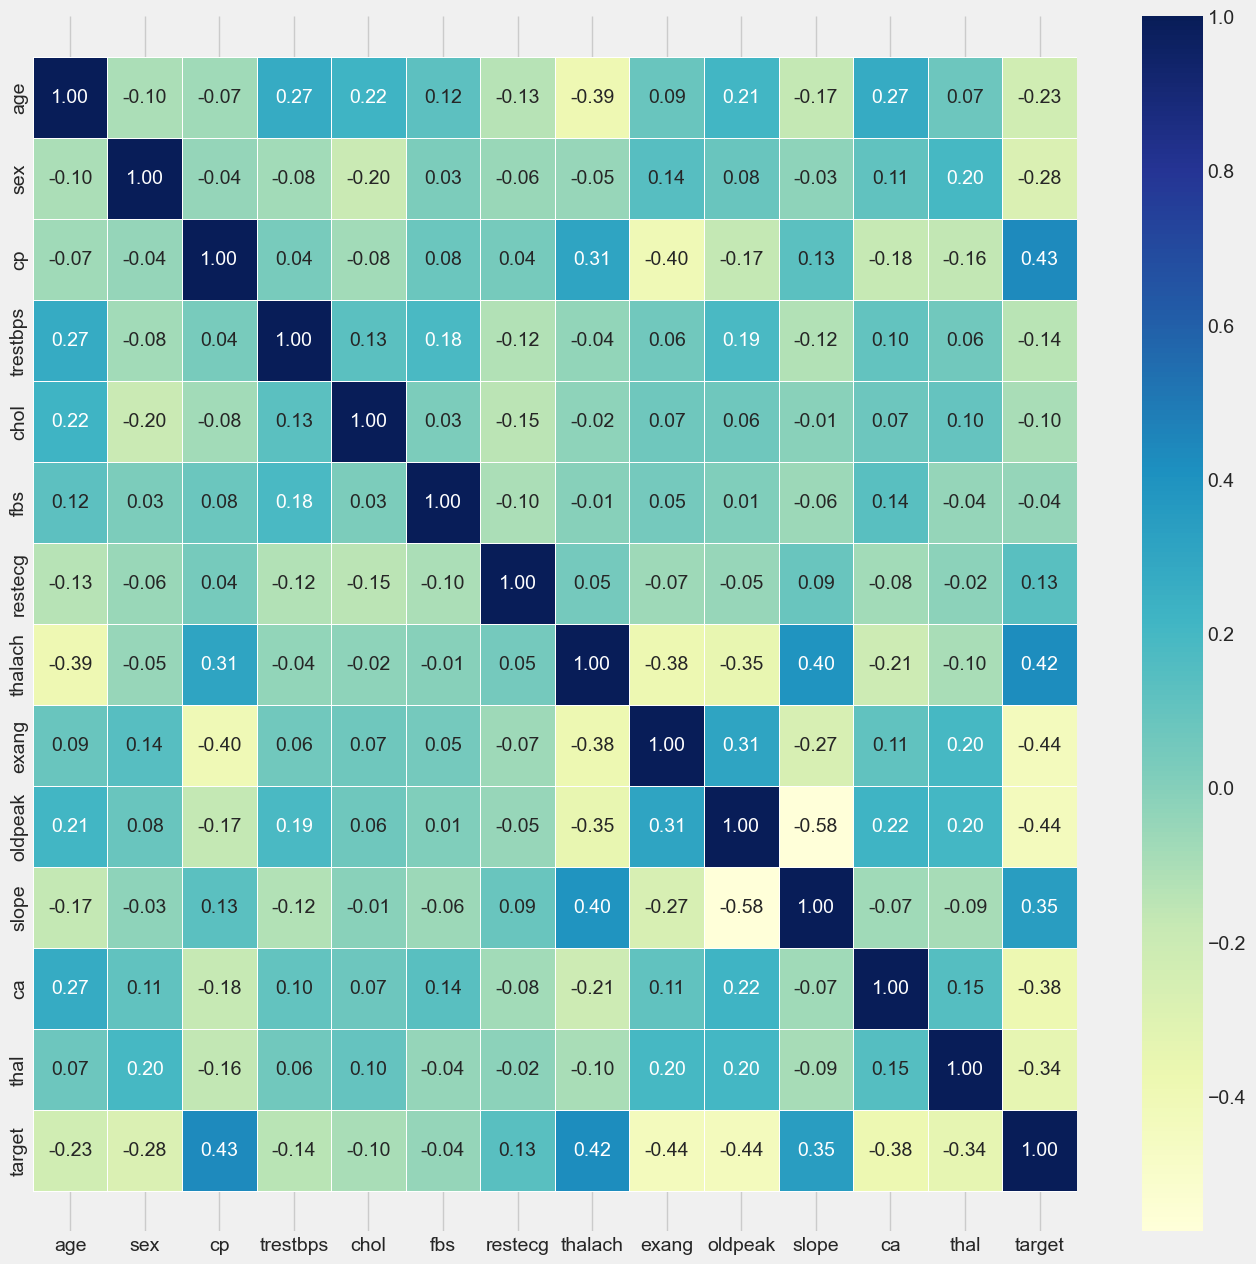 1.0
age 1.00 -0.10 -0.07 0.27 0.22 0.12 -0.13 -0.39 0.09 0.21 -0.17 0.27 0.07 -0.23
sex -0.10 1.00 -0.04 -0.08 -0.20 0.03 -0.06 -0.05 0.14 0.08 -0.03 0.11 0.20 -0.28
0.8
cp -0.07 -0.04 1.00 0.04 -0.08 0.08 0.04 0.31 -0.40 -0.17 0.13 -0.18 -0.16 0.43
0.6
trestbps 0.27 -0.08 0.04 1.00 0.13 0.18 -0.12 -0.04 0.06 0.19 -0.12 0.10 0.06 -0.14
chol 0.22 -0.20 -0.08 0.13 1.00 0.03 -0.15 -0.02 0.07 0.06 -0.01 0.07 0.10 -0.10
0.4
fbs 0.12 0.03 0.08 0.18 0.03 1.00 -0.10 -0.01 0.05 0.01 -0.06 0.14 -0.04 -0.04
restecg -0.13 -0.06 0.04 -0.12 -0.15 -0.10 1.00 0.05 -0.07 -0.05 0.09 -0.08 -0.02 0.13
0.2
thalach -0.39 -0.05 0.31 -0.04 -0.02 -0.01 0.05 1.00 -0.38 -0.35 0.40 -0.21 -0.10 0.42
exang 0.09 0.14 -0.40 0.06 0.07 0.05 -0.07 -0.38 1.00 0.31 -0.27 0.11 0.20 -0.44
0.0
oldpeak 0.21 0.08 -0.17 0.19 0.06 0.01 -0.05 -0.35 0.31 1.00 -0.58 0.22 0.20 -0.44
slope -0.17 -0.03 0.13 -0.12 -0.01 -0.06 0.09 0.40 -0.27 -0.58 1.00 -0.07 -0.09 0.35
−0.2
ca 0.27 0.11 -0.18 0.10 0.07 0.14 -0.08 -0.21 0.11 0.22 -0.07 1.00 0.15 -0.38
thal 0.07 0.20 -0.16 0.06 0.10 -0.04 -0.02 -0.10 0.20 0.20 -0.09 0.15 1.00 -0.34
−0.4
target -0.23 -0.28 0.43 -0.14 -0.10 -0.04 0.13 0.42 -0.44 -0.44 0.35 -0.38 -0.34 1.00
age sex cp trestbps chol fbs restecg thalach exang oldpeak slope ca thal target